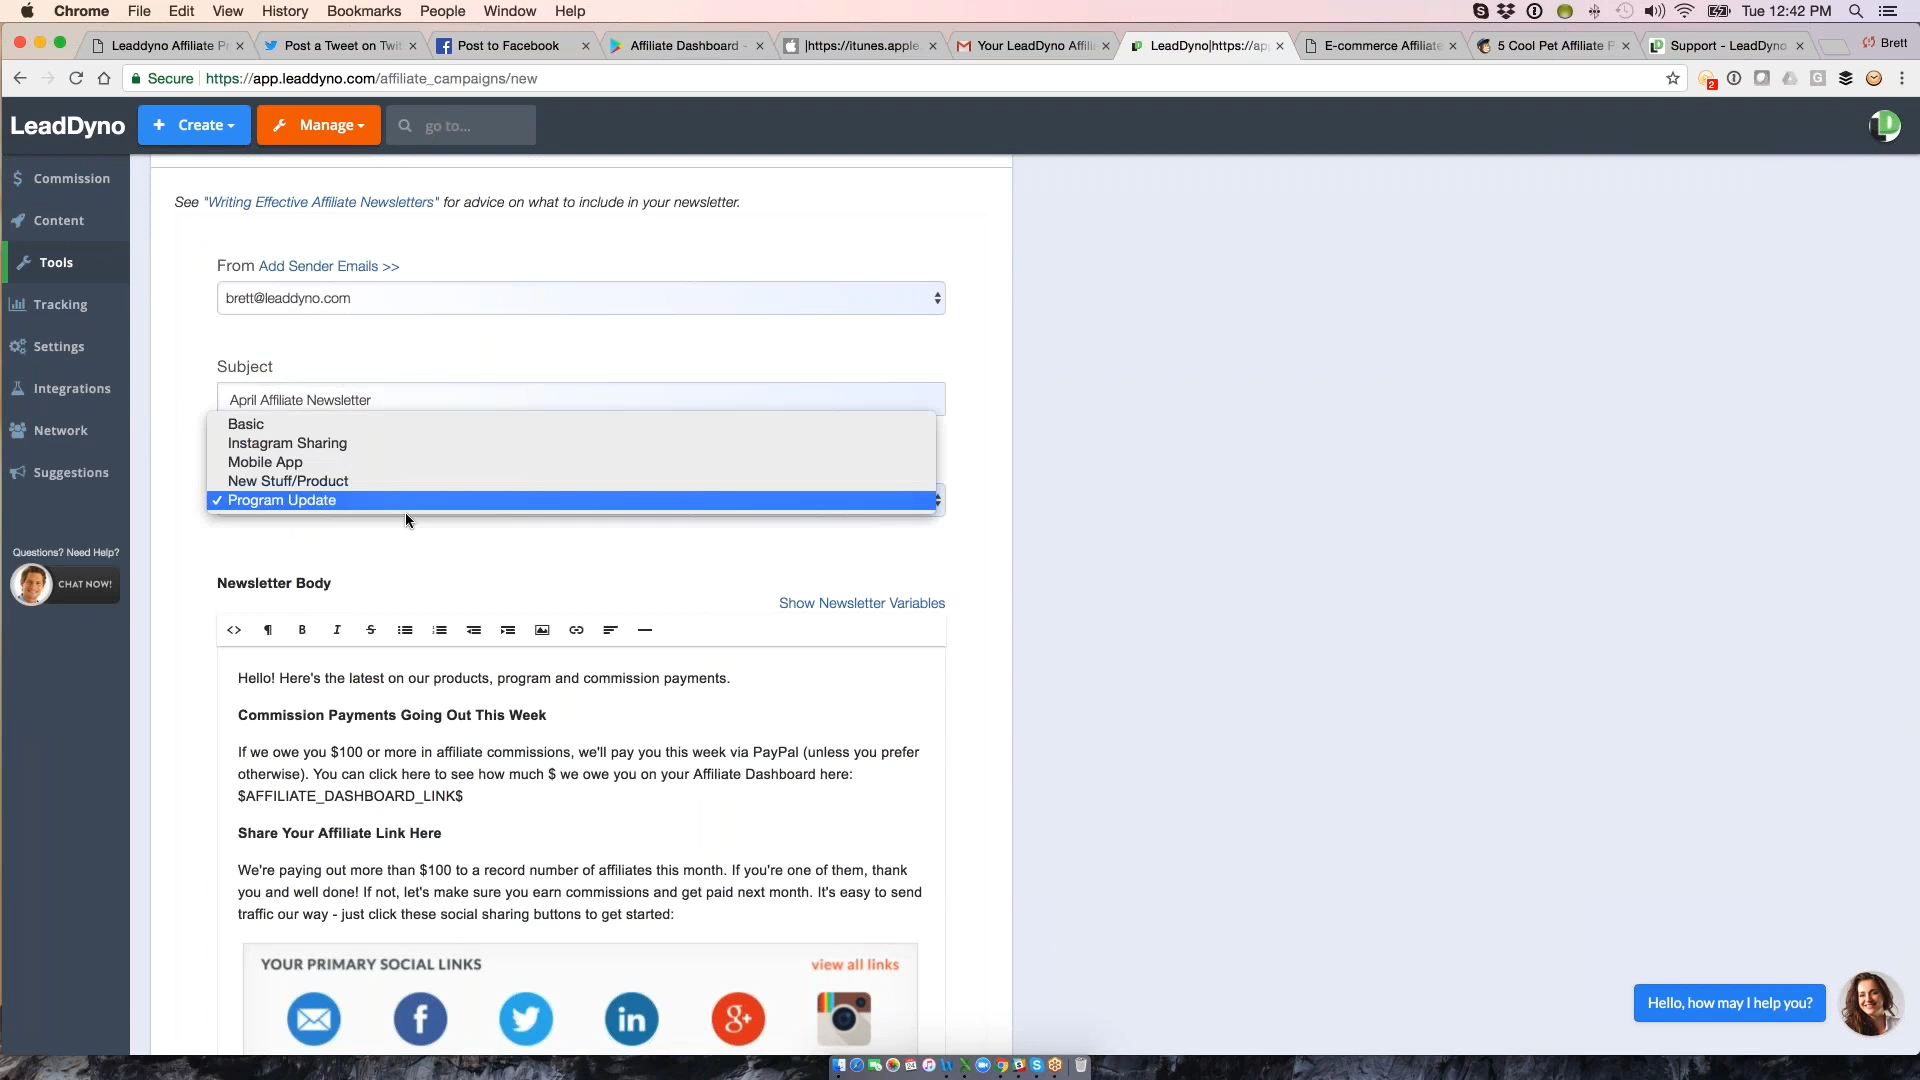 Chrome File Edit View History Bookmarks People Window Help
Tue 12:42 PM
Leaddyno Affiliate Pr
Post a Tweet on Twit
Post to Facebook
Affiliate Dashboard -
|https://itunes.apple.
Your LeadDyno Affili
LeadDyno|https://ap
E-commerce Affiliate
5 Cool Pet Affiliate P
Support - LeadDyno
Brett
Secure https://app.leaddyno.com/affiliate_campaigns/new
2
LeadDyno
+ Create
Manage
go to...
Commission
Content
Tools
Tracking
Settings
Integrations
Network
Suggestions
Questions? Need Help?
CHAT NOW!
See "Writing Effective Affiliate Newsletters" for advice on what to include in your newsletter.
From Add Sender Emails >>
brett@leaddyno.com
Subject
April Affiliate Newsletter
Basic
Instagram Sharing
Mobile App
New Stuff/Product
✓ Program Update
Newsletter Body
Show Newsletter Variables
Hello! Here's the latest on our products, program and commission payments.
Commission Payments Going Out This Week
If we owe you $100 or more in affiliate commissions, we'll pay you this week via PayPal (unless you prefer
otherwise). You can click here to see how much $ we owe you on your Affiliate Dashboard here:
$AFFILIATE_DASHBOARD_LINK$
Share Your Affiliate Link Here
We're paying out more than $100 to a record number of affiliates this month. If you're one of them, thank
you and well done! If not, let's make sure you earn commissions and get paid next month. It's easy to send
traffic our way - just click these social sharing buttons to get started:
YOUR PRIMARY SOCIAL LINKS
view all links
Hello, how may I help you?